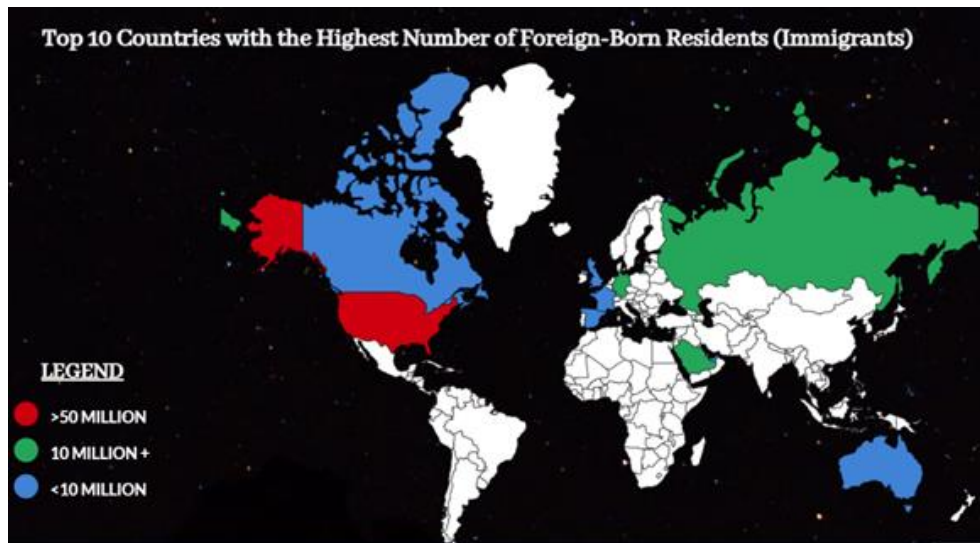 Top 10 Countries with the Highest Number of Foreign-Born Residents (Immigrants)
LEGEND
>50 MILLION
10 MILLION +
<10 MILLION